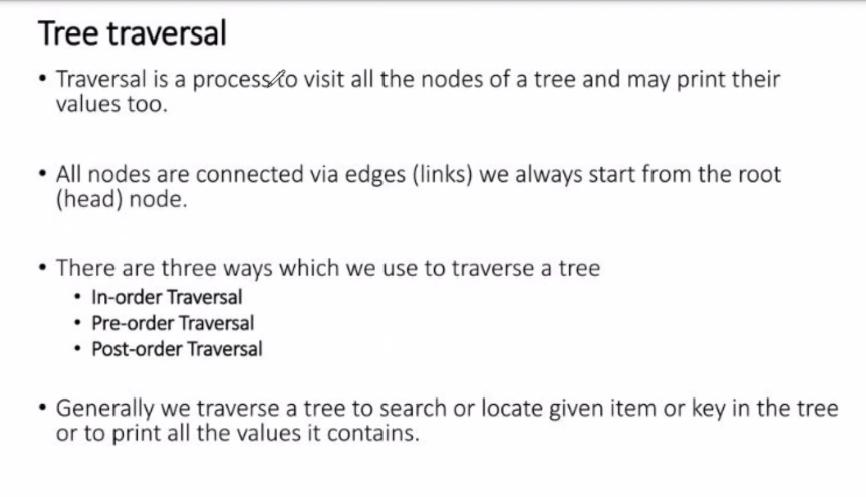 Tree traversal
• Traversal is a process to visit all the nodes of a tree and may print their
values too.
• All nodes are connected via edges (links) we always start from the root
(head) node.
• There are three ways which we use to traverse a tree
• In-order Traversal
• Pre-order Traversal
• Post-order Traversal
• Generally we traverse a tree to search or locate given item or key in the tree
or to print all the values it contains.